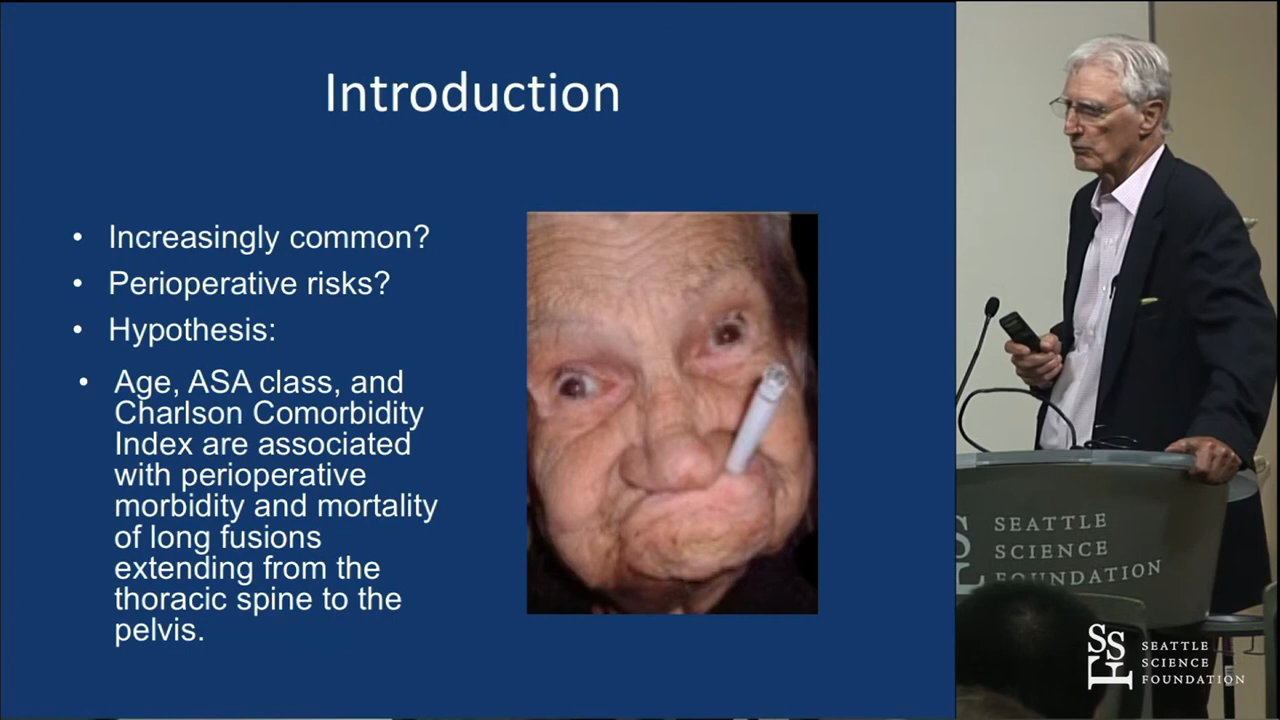 Introduction
• Increasingly common?
• Perioperative risks?
• Hypothesis:
• Age, ASA class, and
Charlson Comorbidity
Index are associated
with perioperative
morbidity and mortality
of long fusions
extending from the
thoracic spine to the
pelvis.
SEATTLE
SCIENCE
FOUNDATION
SSF
SEATTLE
SCIENCE
FOUNDATION